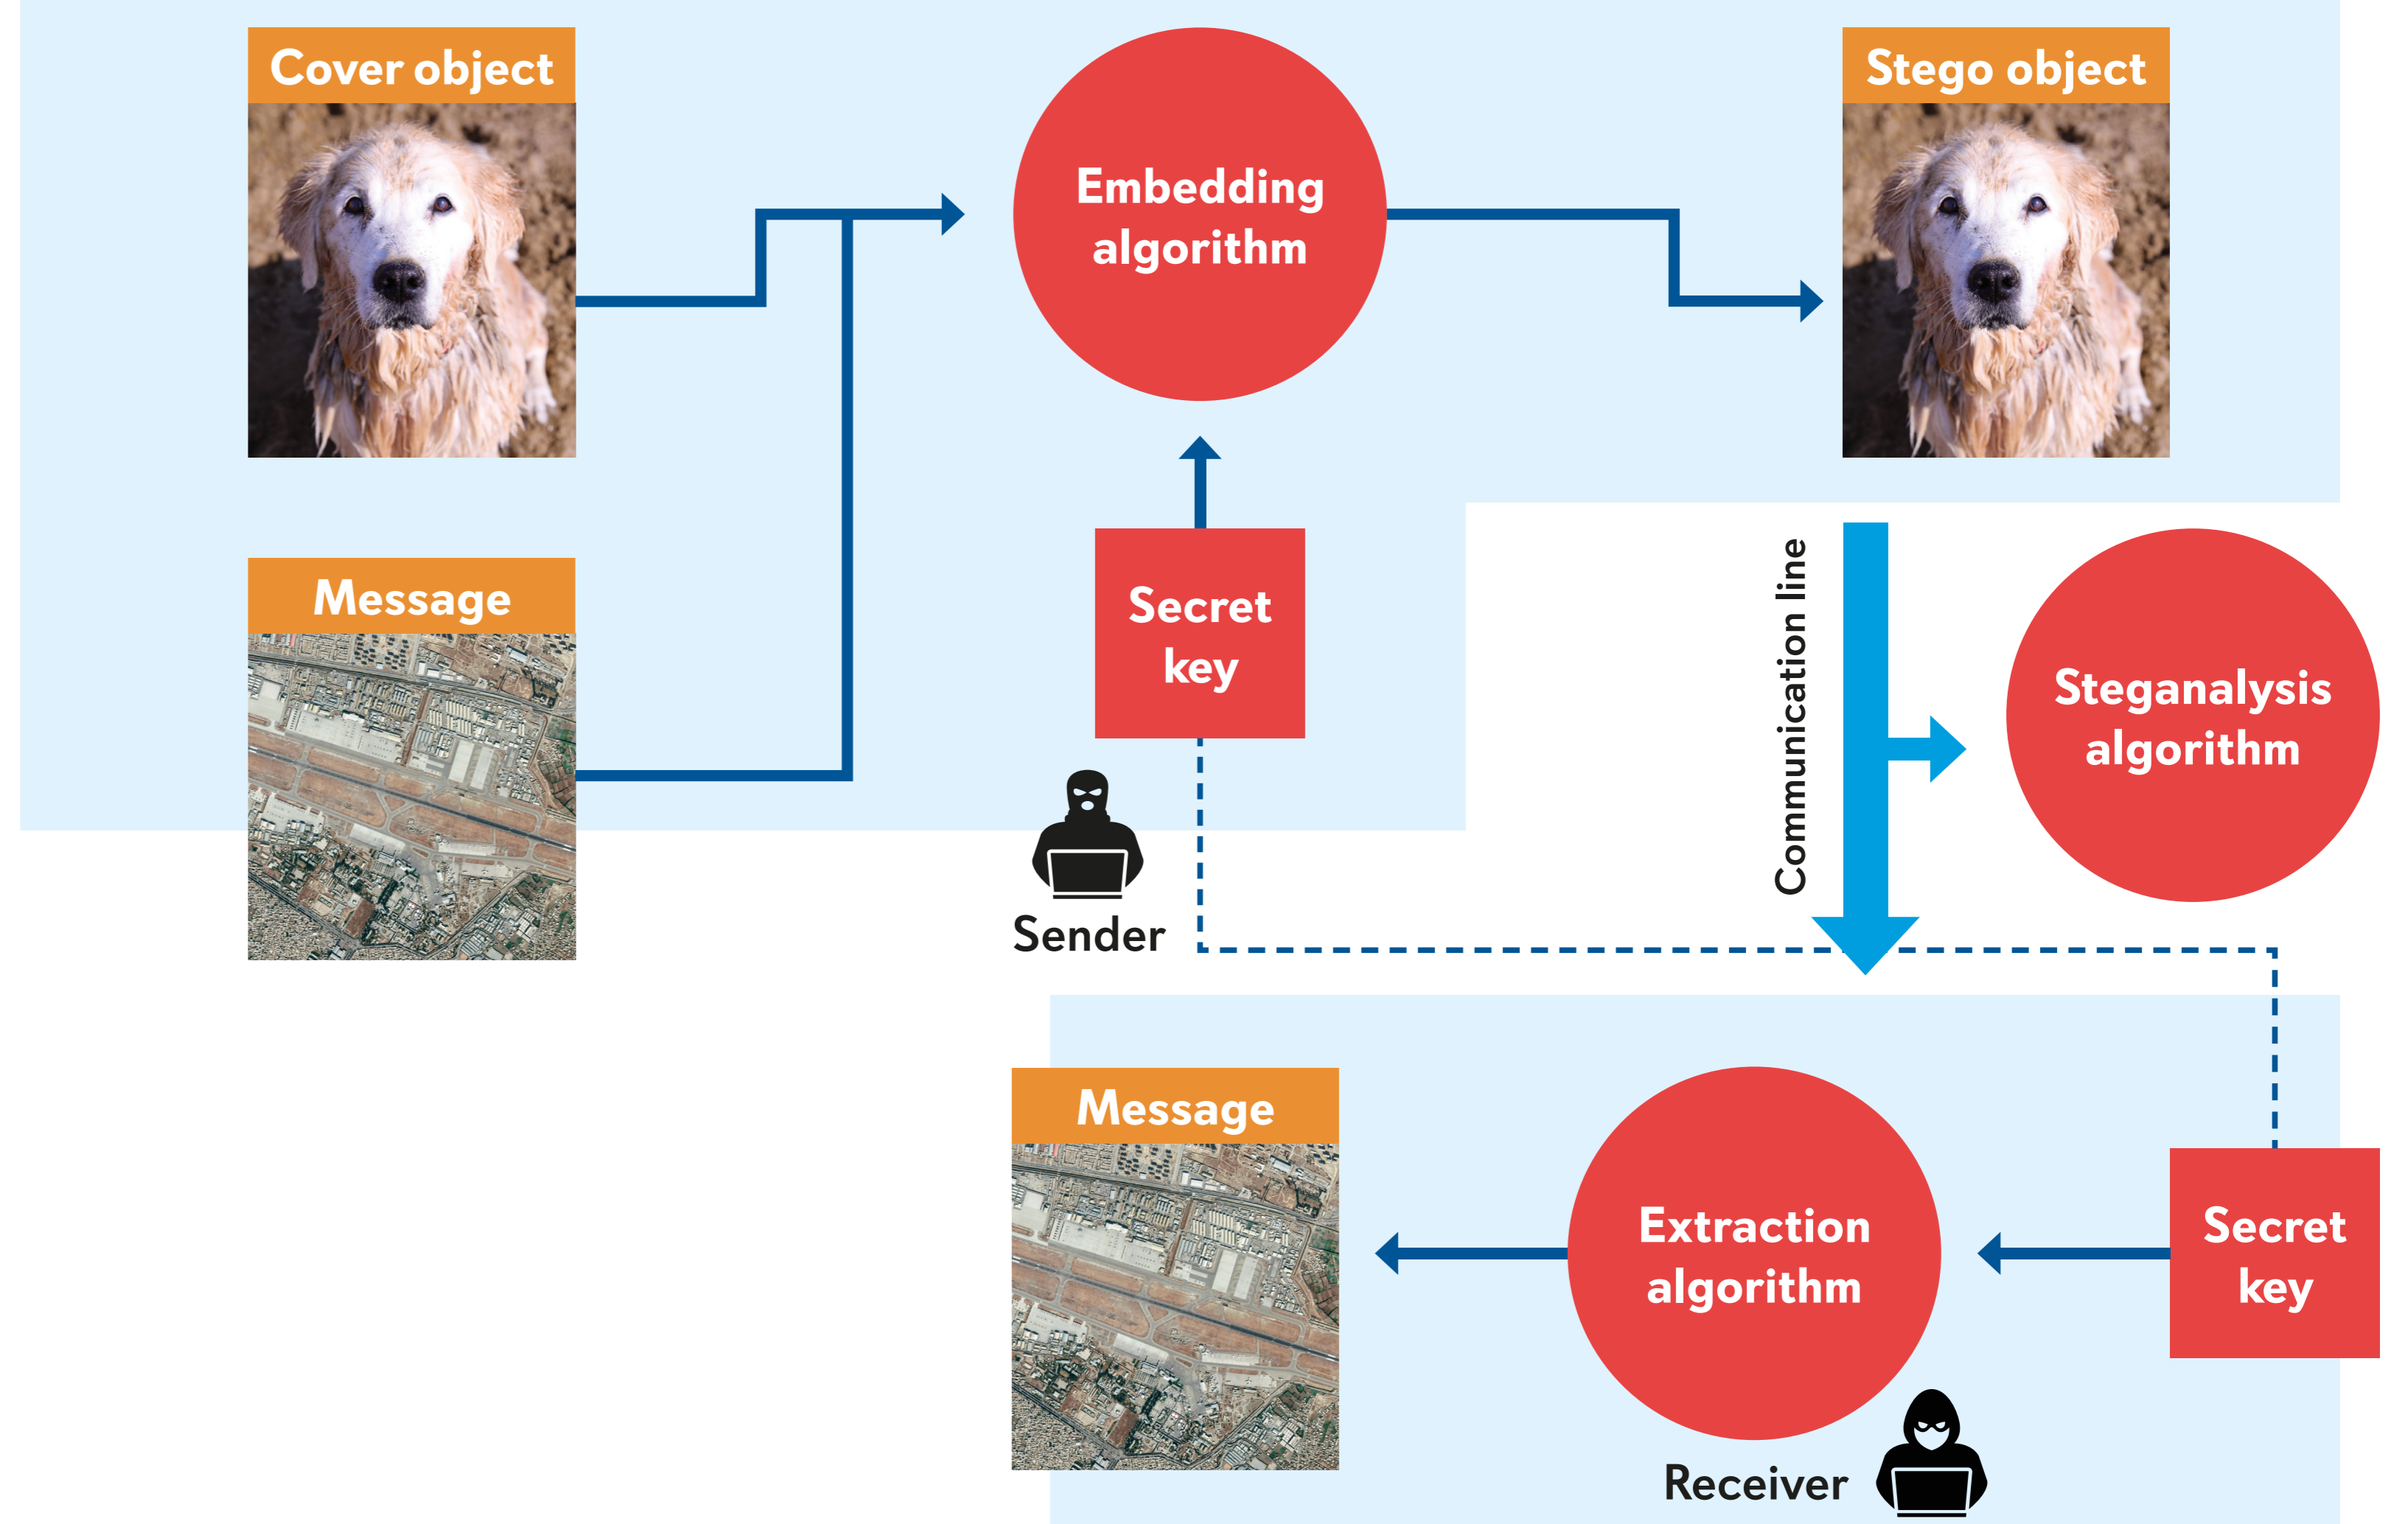 Cover object
Embedding
algorithm
Stego object
Message
Secret
key
Sender
Communication line
Steganalysis
algorithm
Message
Extraction
algorithm
Secret
key
Receiver